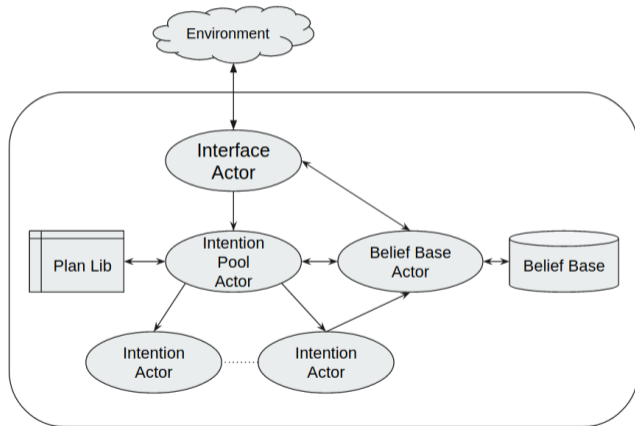 Environment
Interface
Actor
Plan Lib
Intention
Pool
Actor
Belief Base
Actor
Belief Base
Intention
Actor
Intention
Actor